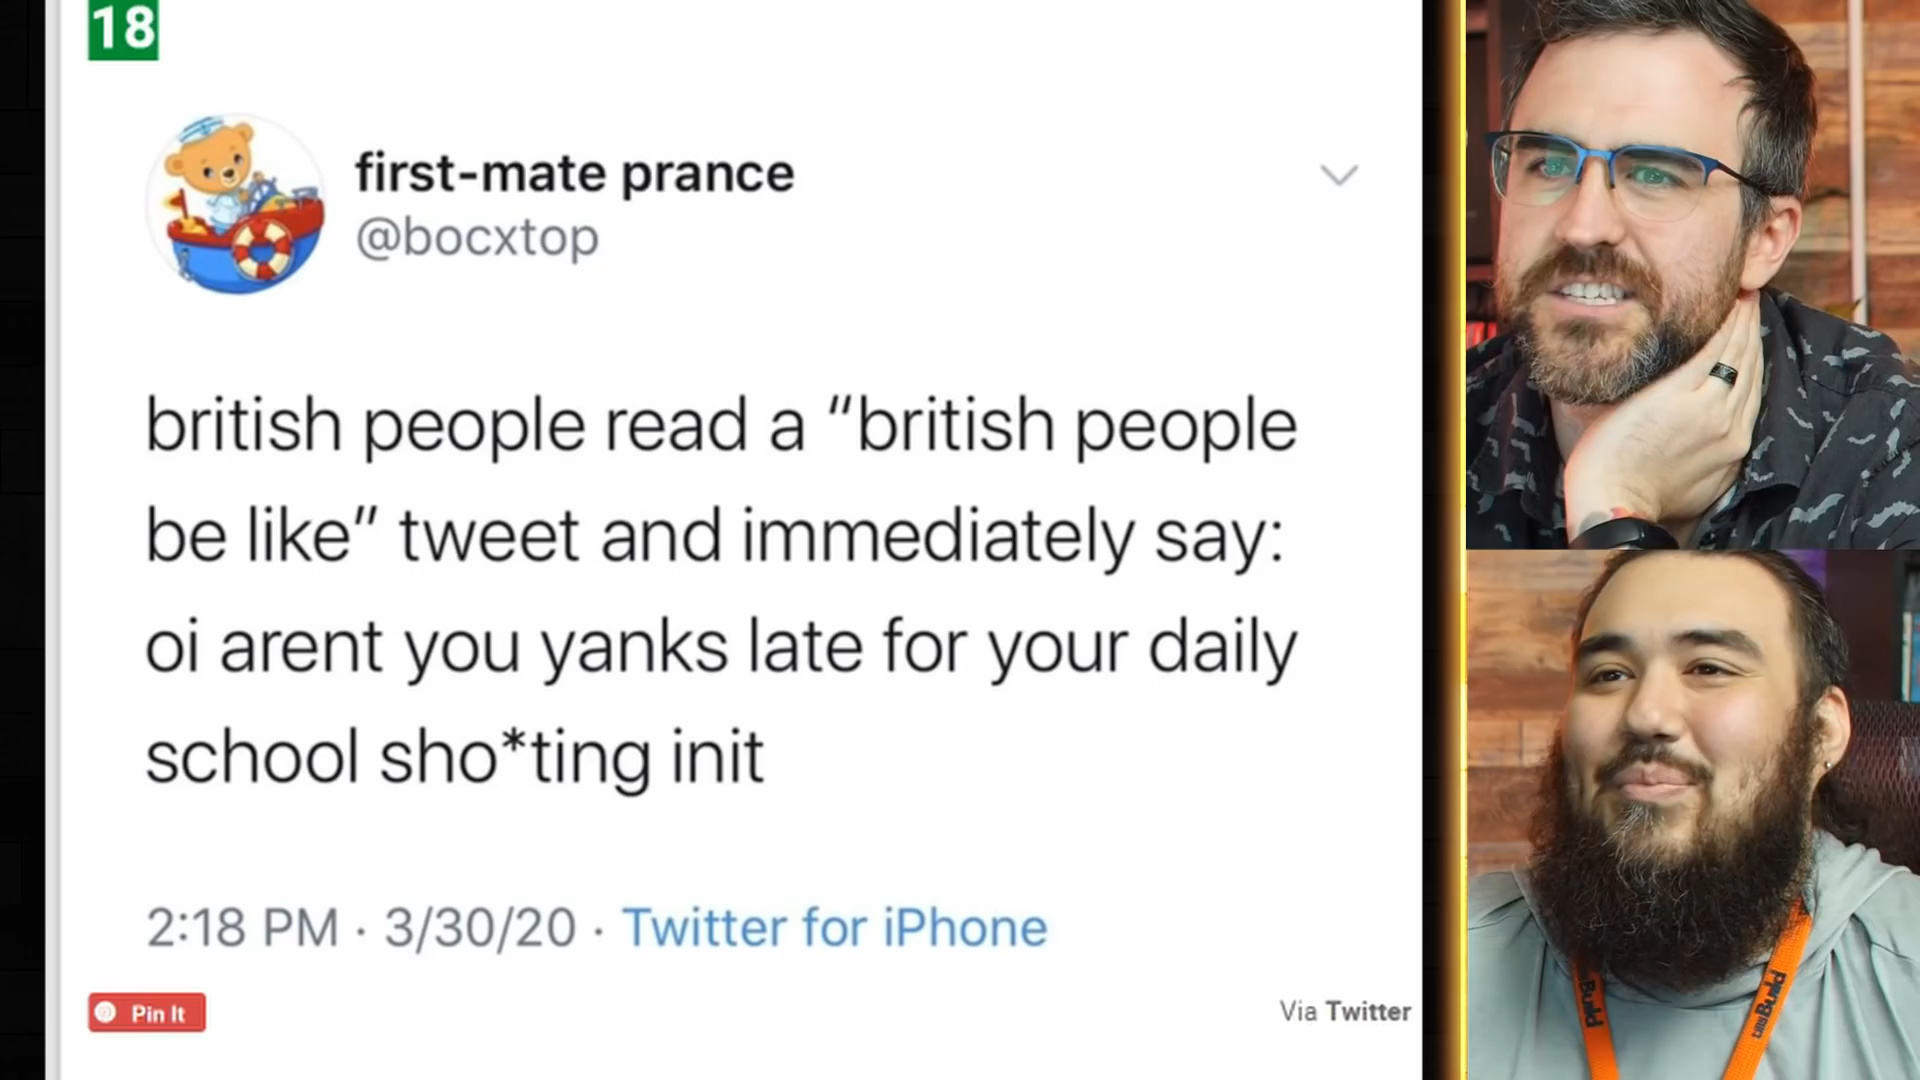 18
first-mate prance
@bocxtop
british people read a “british people
be like” tweet and immediately say:
oi arent you yanks late for your daily
school sho*ting init
2:18 PM · 3/30/20 · Twitter for iPhone
Pin It
Via Twitter
Build
tinyBuild